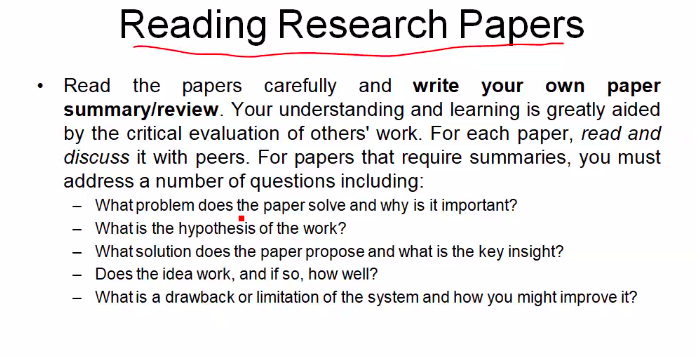 Reading Research Papers
• Read the papers carefully and write your own paper
summary/review. Your understanding and learning is greatly aided
by the critical evaluation of others' work. For each paper, read and
discuss it with peers. For papers that require summaries, you must
address a number of questions including:
– What problem does the paper solve and why is it important?
– What is the hypothesis of the work?
– What solution does the paper propose and what is the key insight?
– Does the idea work, and if so, how well?
– What is a drawback or limitation of the system and how you might improve it?